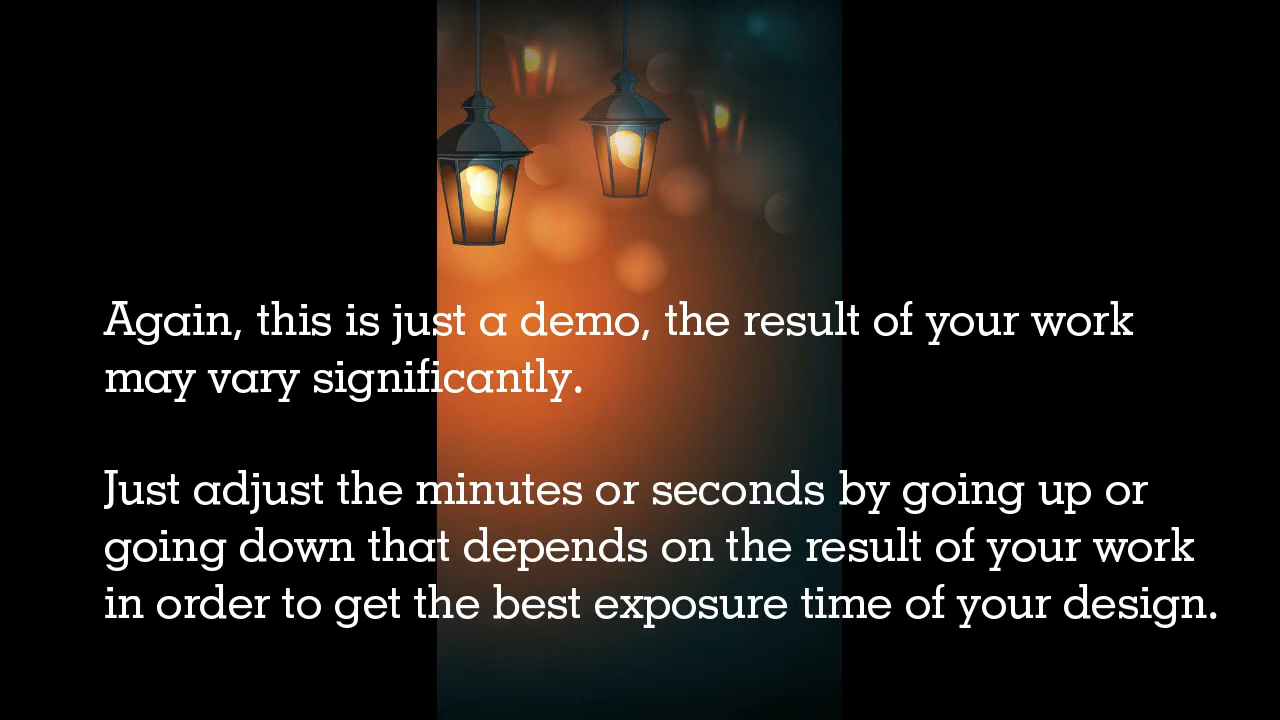 Again, this is just a demo, the result of your work
may vary significantly.
Just adjust the minutes or seconds by going up or
going down that depends on the result of your work
in order to get the best exposure time of your design.